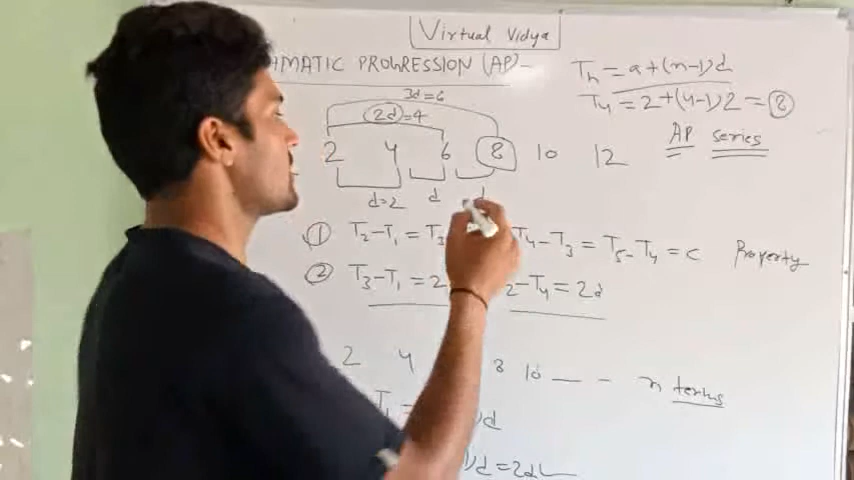 Virtual Vidya
MATIC PROGRESSION (AP)-
Tn = a+(n-1)d
T4 = 2+(4-1)2 = 8
AP series
3d=6
2d=4
2 4 6 8 10 12
d=2 d d
① T2-T1 = T3 T4-T3 = T5-T4 = c Property
② T3-T1 = 2 2-T4 = 2d
2 4 8 10 — - n terms
T1 = d
)d = 2d